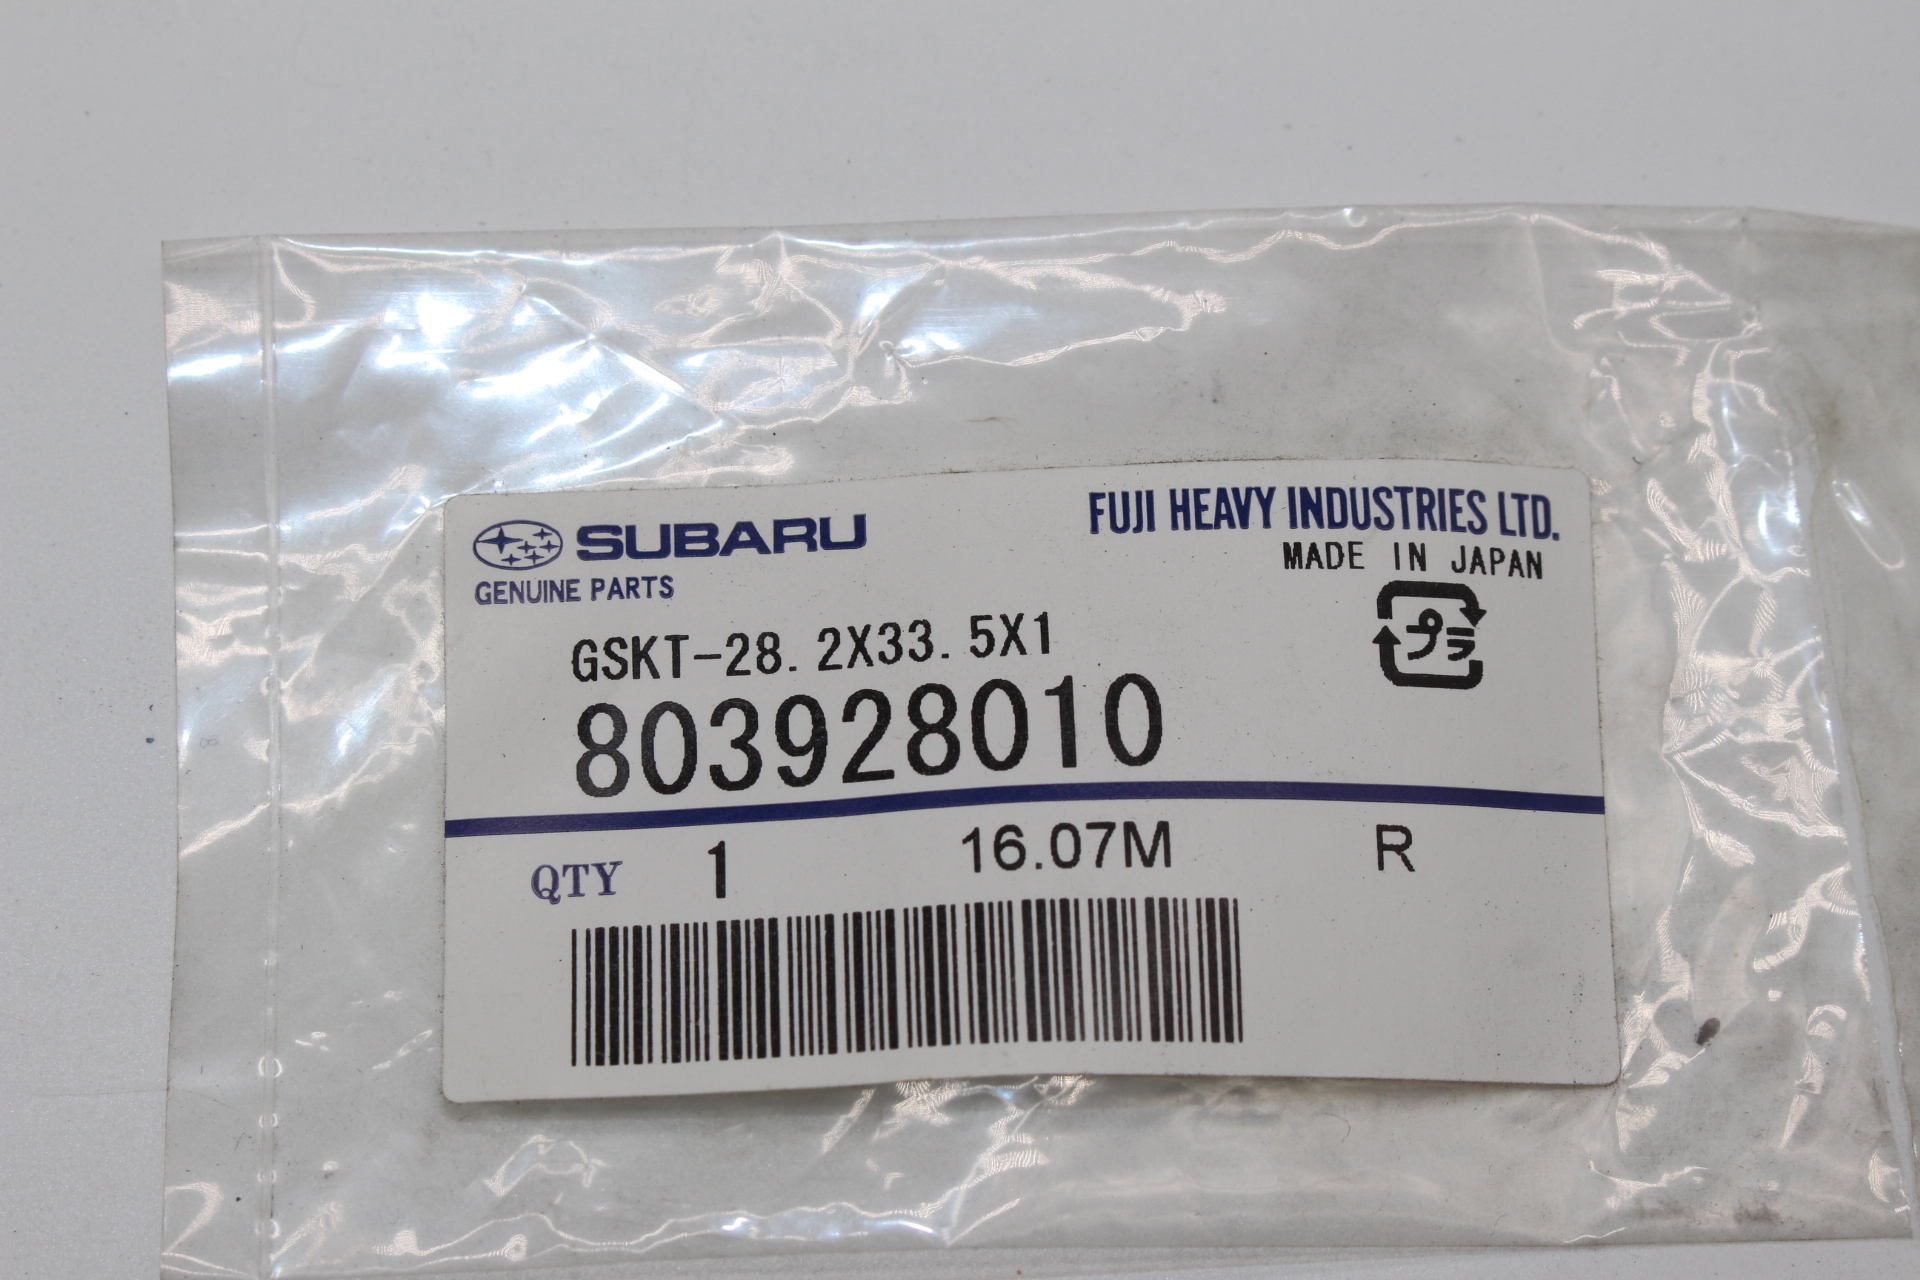 SUBARU
GENUINE PARTS
FUJI HEAVY INDUSTRIES LTD.
MADE IN JAPAN
プラ
GSKT-28.2X33.5X1
803928010
QTY 1 16.07M R